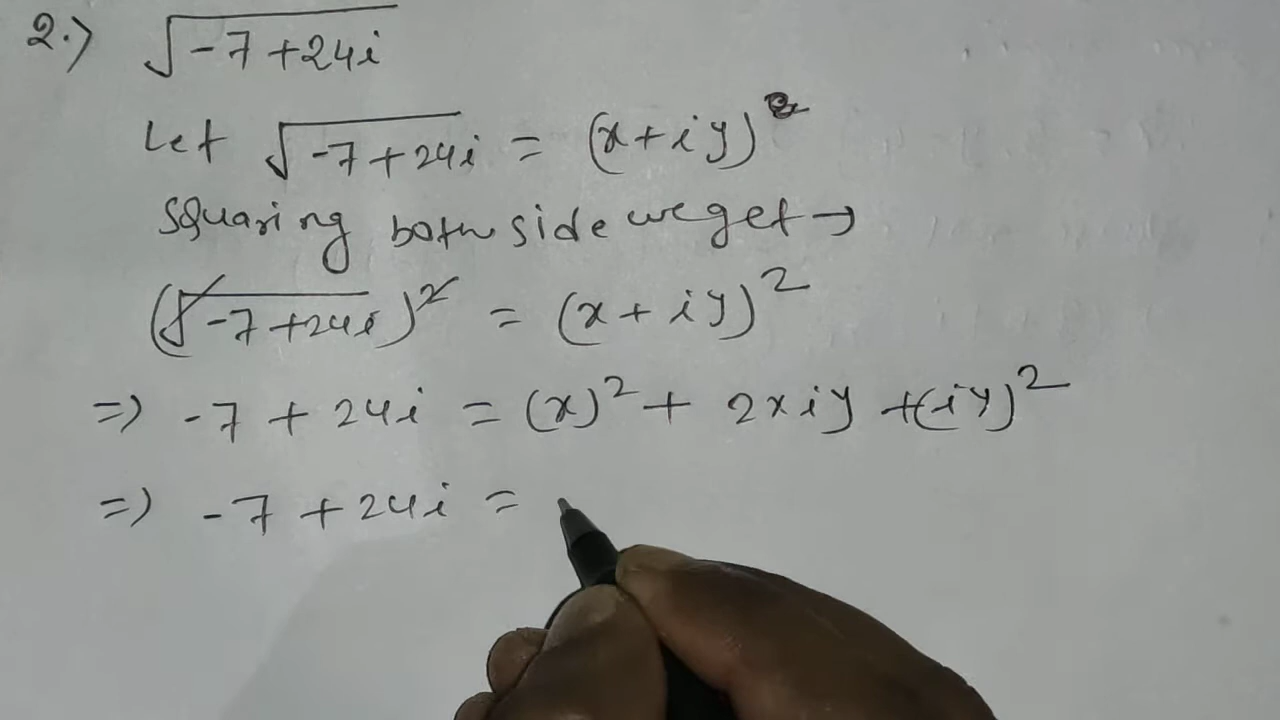 2.) √-7+24i
Let √-7+24i = (x+iy)
Squaring both side we get →
(√-7+24i)² = (x+iy)²
=) -7 + 24i = (x)² + 2xiy +(iy)²
=) -7 + 24i =